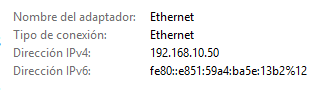 Nombre del adaptador: Ethernet
Tipo de conexión: Ethernet
Dirección IPv4: 192.168.10.50
Dirección IPv6: fe80::e851:59a4:ba5e:13b2%12